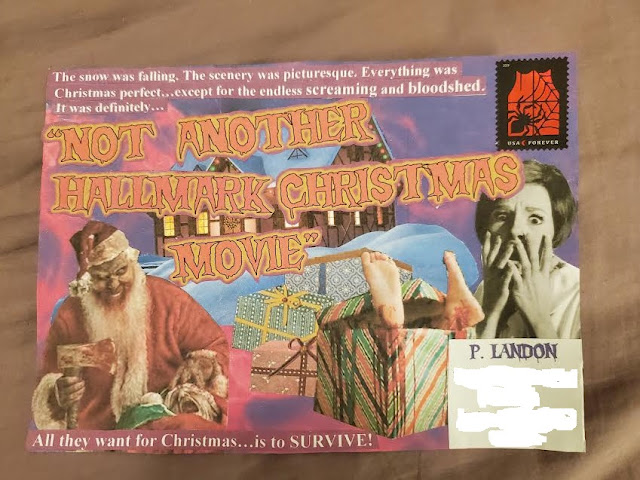 The snow was falling. The scenery was picturesque. Everything was
Christmas perfect...except for the endless screaming and bloodshed.
It was definitely...
"NOT ANOTHER
HALLMARK CHRISTMAS
MOVIE"
USA FOREVER
P. LANDON
All they want for Christmas...is to SURVIVE!